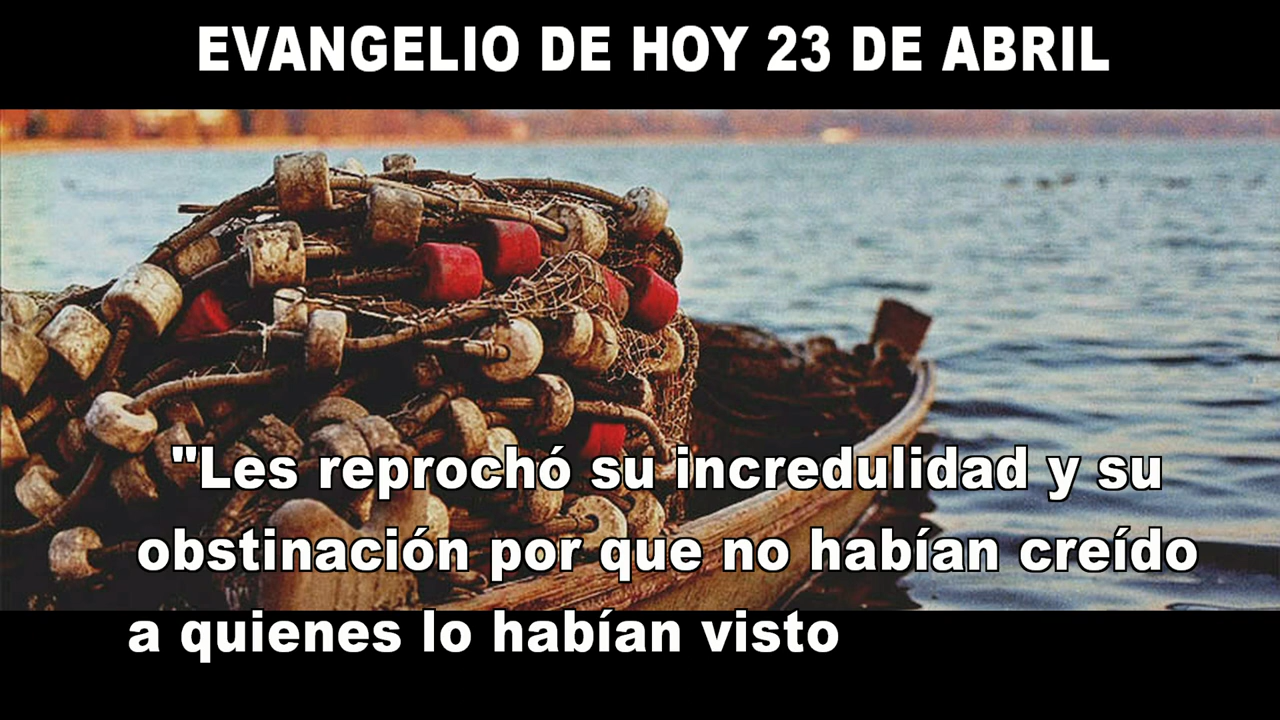 EVANGELIO DE HOY 23 DE ABRIL
"Les reprochó su incredulidad y su
obstinación por que no habían creído
a quienes lo habían visto